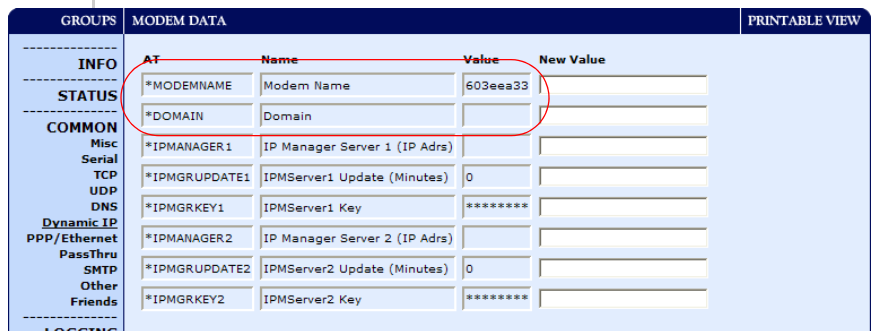 GROUPS MODEM DATA PRINTABLE VIEW
--------------
INFO
--------------
STATUS
--------------
COMMON
Misc
Serial
TCP
UDP
DNS
Dynamic IP
PPP/Ethernet
PassThru
SMTP
Other
Friends
--------------
LOGGING
AT Name Value New Value
*MODEMNAME Modem Name 603eea33
*DOMAIN Domain
*IPMANAGER1 IP Manager Server 1 (IP Adrs)
*IPMGRUPDATE1 IPMServer1 Update (Minutes) 0
*IPMGRKEY1 IPMServer1 Key ********
*IPMANAGER2 IP Manager Server 2 (IP Adrs)
*IPMGRUPDATE2 IPMServer2 Update (Minutes) 0
*IPMGRKEY2 IPMServer2 Key ********